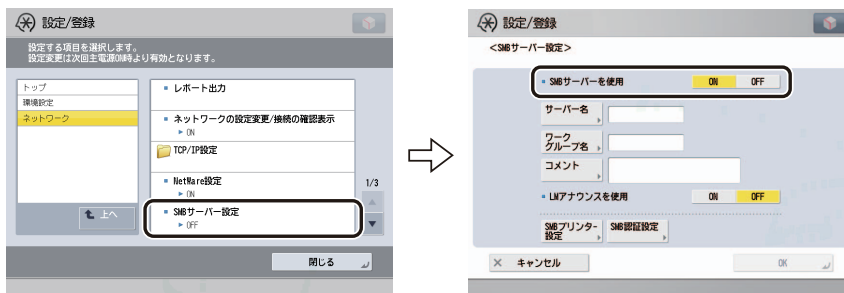 設定/登録
設定する項目を選択します。
設定変更は次回主電源ON時より有効となります。
トップ
環境設定
ネットワーク
上へ
レポート出力
ネットワークの設定変更/接続の確認表示
ON
TCP/IP設定
NetWare設定
ON
SMBサーバー設定
OFF
1/3
閉じる
設定/登録
<SMBサーバー設定>
SMBサーバーを使用 ON OFF
サーバー名
ワーク
グループ名
コメント
LMアナウンスを使用 ON OFF
SMBプリンター
設定
SMB認証設定
キャンセル
OK